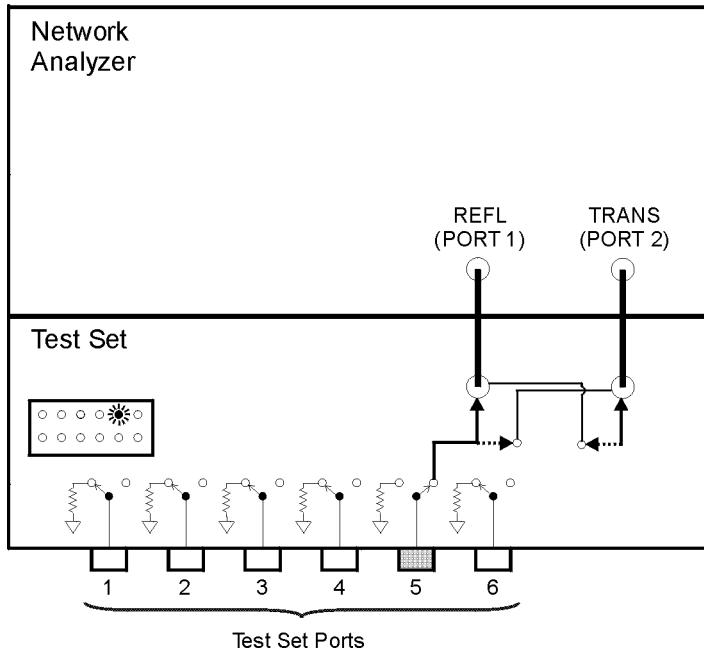 Network
Analyzer
REFL
(PORT 1)
TRANS
(PORT 2)
Test Set
1 2 3 4 5 6
Test Set Ports